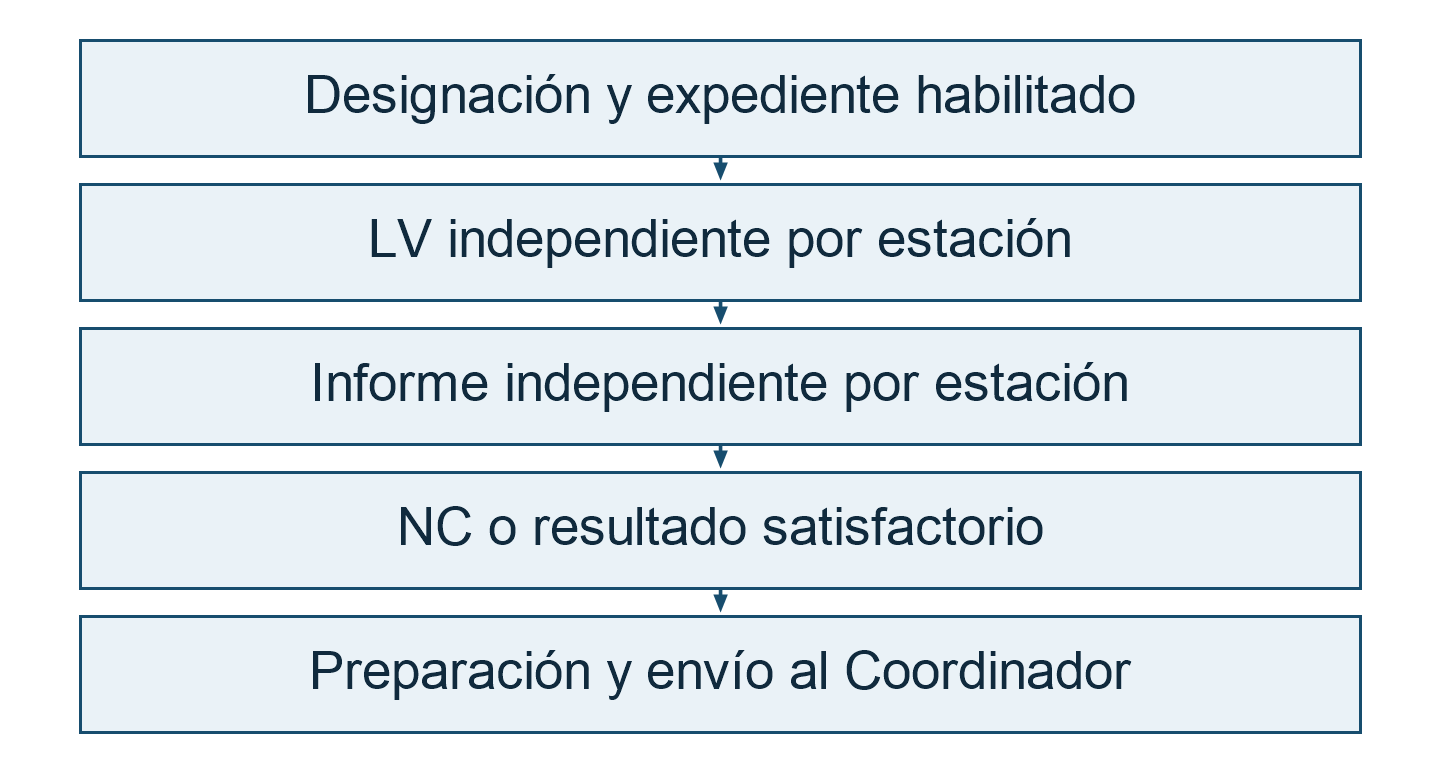 Designación y expediente habilitado
LV independiente por estación
Informe independiente por estación
NC o resultado satisfactorio
Preparación y envío al Coordinador